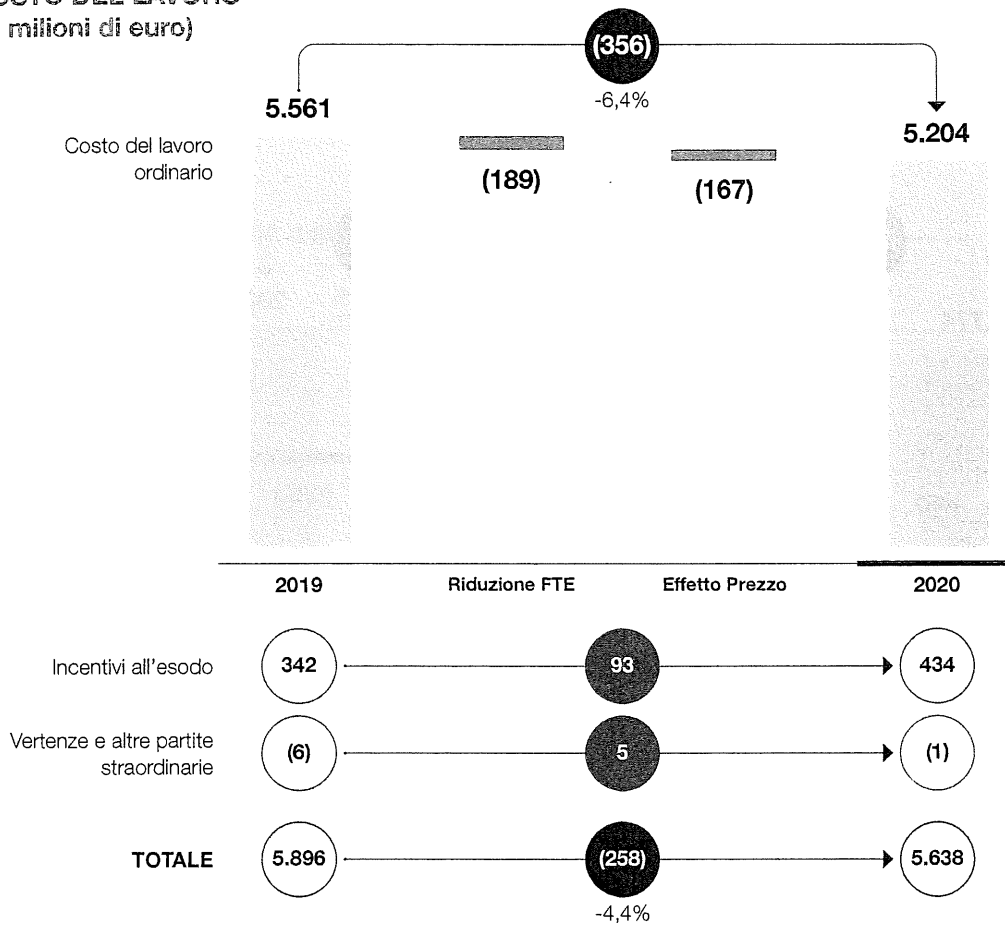 DEL LAVORO
milioni di euro)
(356)
-6,4%
5.561
5.204
Costo del lavoro
ordinario
(189)
(167)
2019 Riduzione FTE Effetto Prezzo 2020
Incentivi all'esodo 342 93 434
Vertenze e altre partite
straordinarie
(6) 5 (1)
TOTALE 5.896 (258) 5.638
-4,4%